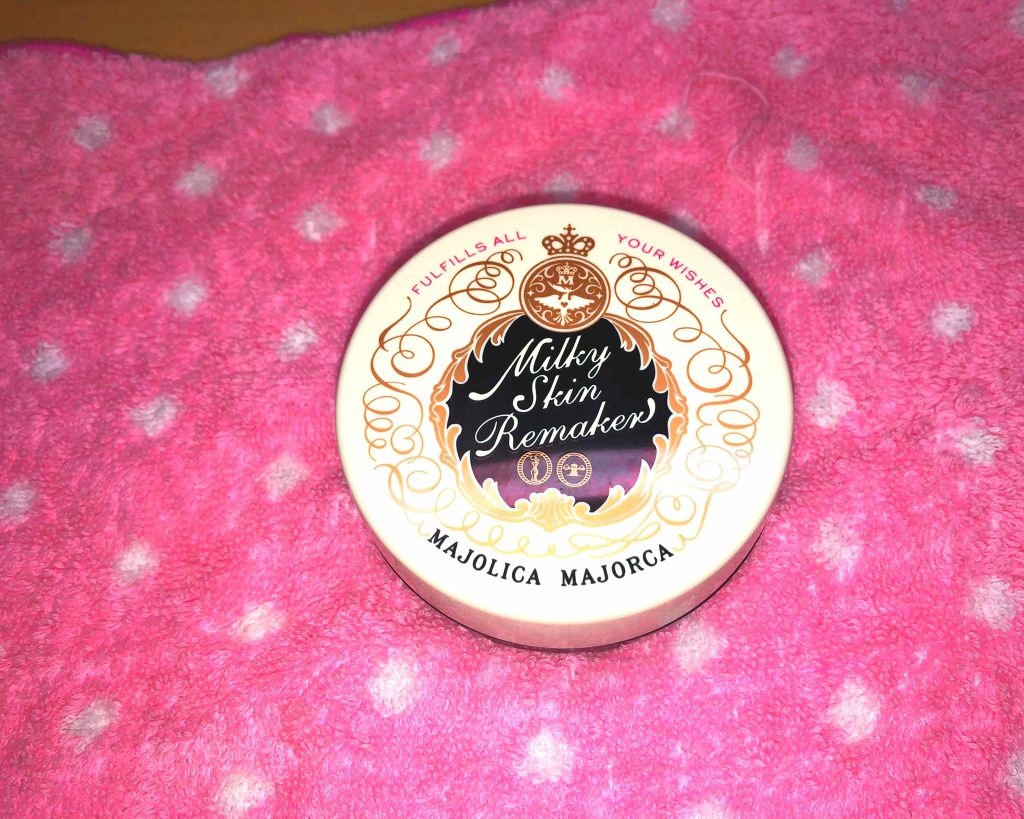 FULFILLS ALL YOUR WISHES
M
Milky
Skin
Remaker
MAJOLICA MAJORCA